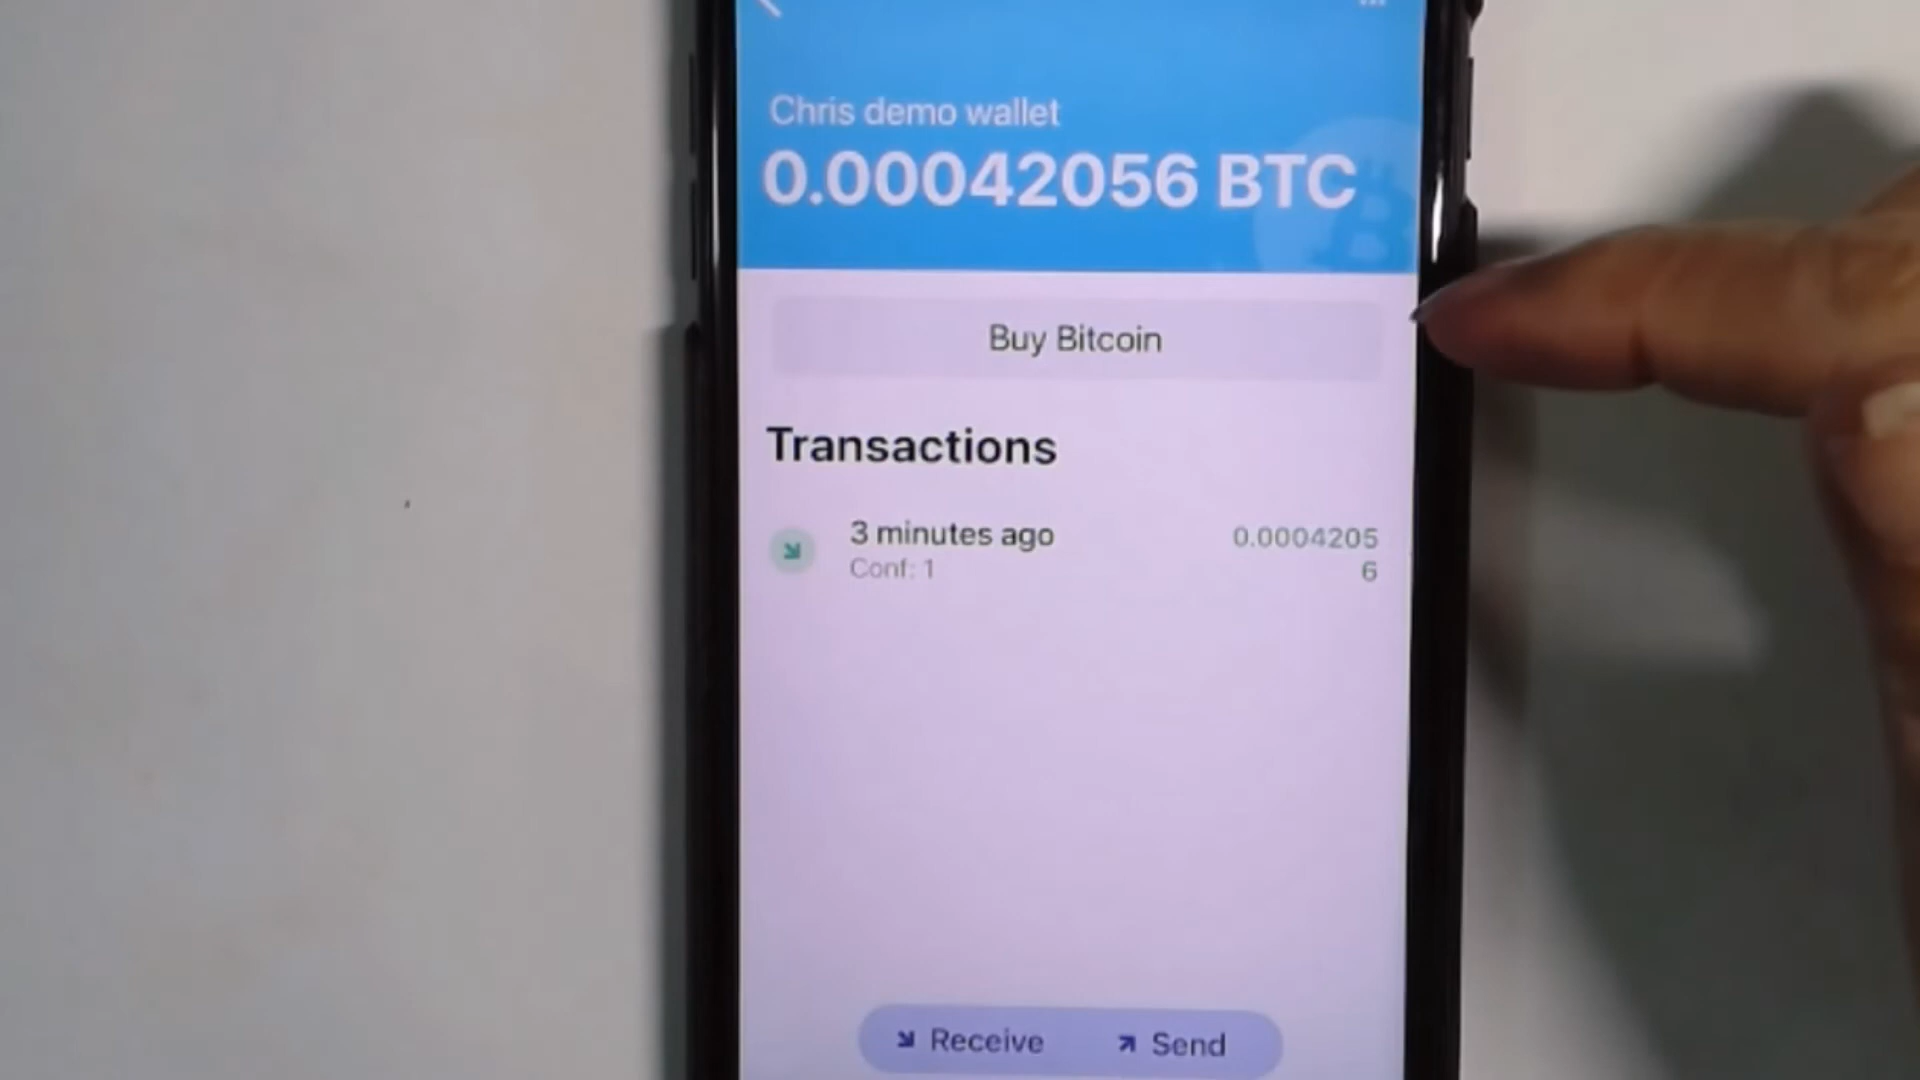 Chris demo wallet
0.00042056 BTC
Buy Bitcoin
Transactions
3 minutes ago
0.0004205
6
Conf: 1
Receive
Send